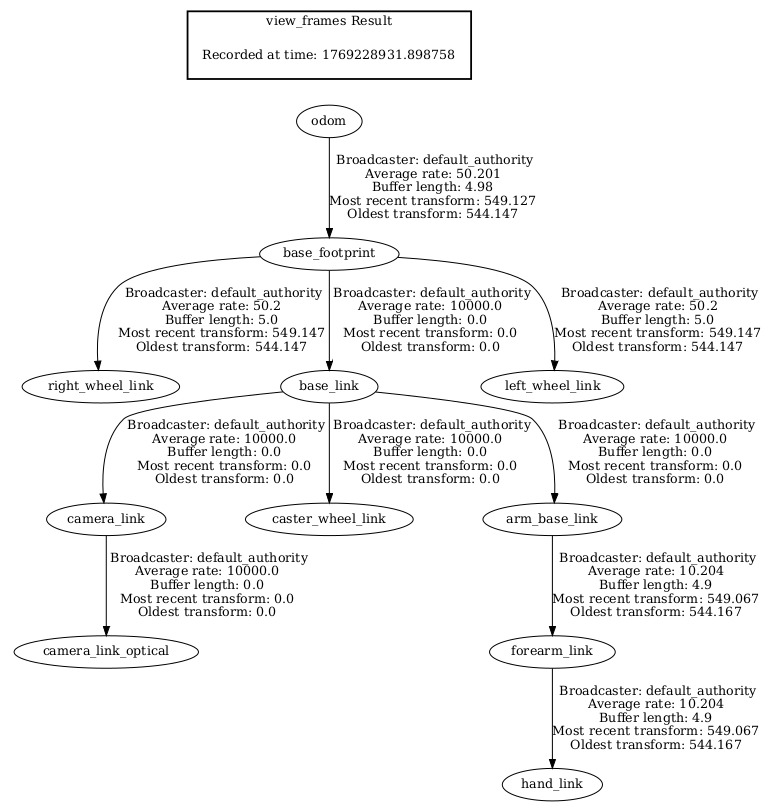 view_frames Result
Recorded at time: 1769228931.898758
odom
Broadcaster: default_authority
Average rate: 50.201
Buffer length: 4.98
Most recent transform: 549.127
Oldest transform: 544.147
base_footprint
Broadcaster: default_authority
Average rate: 50.2
Buffer length: 5.0
Most recent transform: 549.147
Oldest transform: 544.147
Broadcaster: default_authority
Average rate: 10000.0
Buffer length: 0.0
Most recent transform: 0.0
Oldest transform: 0.0
Broadcaster: default_authority
Average rate: 50.2
Buffer length: 5.0
Most recent transform: 549.147
Oldest transform: 544.147
right_wheel_link
base_link
left_wheel_link
Broadcaster: default_authority
Average rate: 10000.0
Buffer length: 0.0
Most recent transform: 0.0
Oldest transform: 0.0
Broadcaster: default_authority
Average rate: 10000.0
Buffer length: 0.0
Most recent transform: 0.0
Oldest transform: 0.0
Broadcaster: default_authority
Average rate: 10000.0
Buffer length: 0.0
Most recent transform: 0.0
Oldest transform: 0.0
camera_link
caster_wheel_link
arm_base_link
Broadcaster: default_authority
Average rate: 10000.0
Buffer length: 0.0
Most recent transform: 0.0
Oldest transform: 0.0
Broadcaster: default_authority
Average rate: 10.204
Buffer length: 4.9
Most recent transform: 549.067
Oldest transform: 544.167
camera_link_optical
forearm_link
Broadcaster: default_authority
Average rate: 10.204
Buffer length: 4.9
Most recent transform: 549.067
Oldest transform: 544.167
hand_link